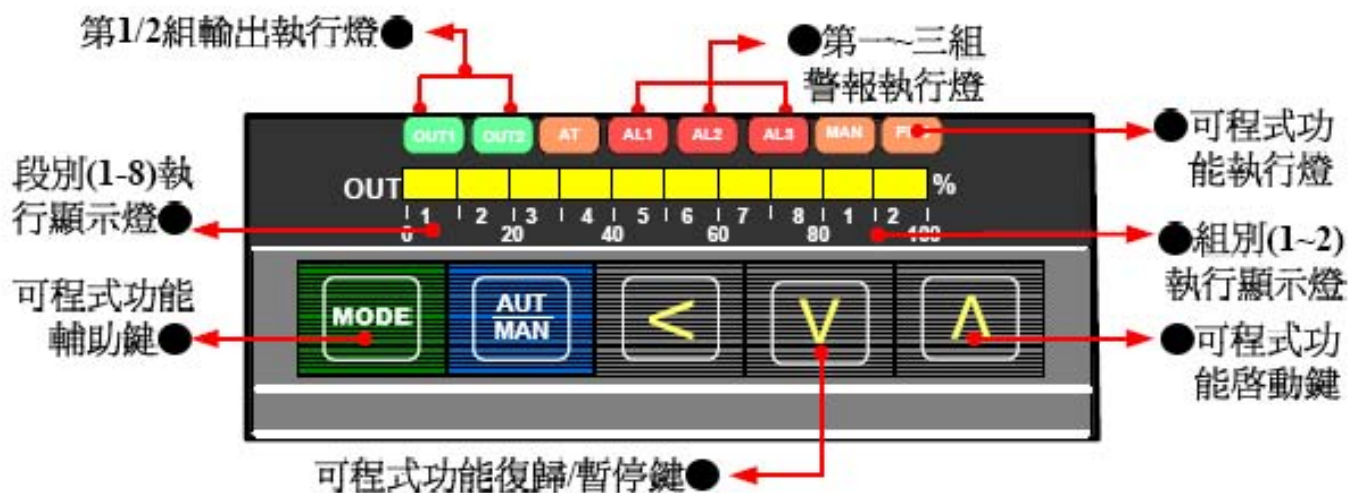 第1/2組輸出執行燈●
●第一~三組
警報執行燈
OUT1 OUT2 AT AL1 AL2 AL3 MAN
●可程式功
能執行燈
段別(1-8)執
行顯示燈●
OUT %
1 2 3 4 5 6 7 8 1 2
0 20 40 60 80 100
●組別(1~2)
執行顯示燈
可程式功能
輔助鍵●
MODE
AUT
MAN
< V Λ
●可程式功
能啓動鍵
可程式功能復歸/暫停鍵●